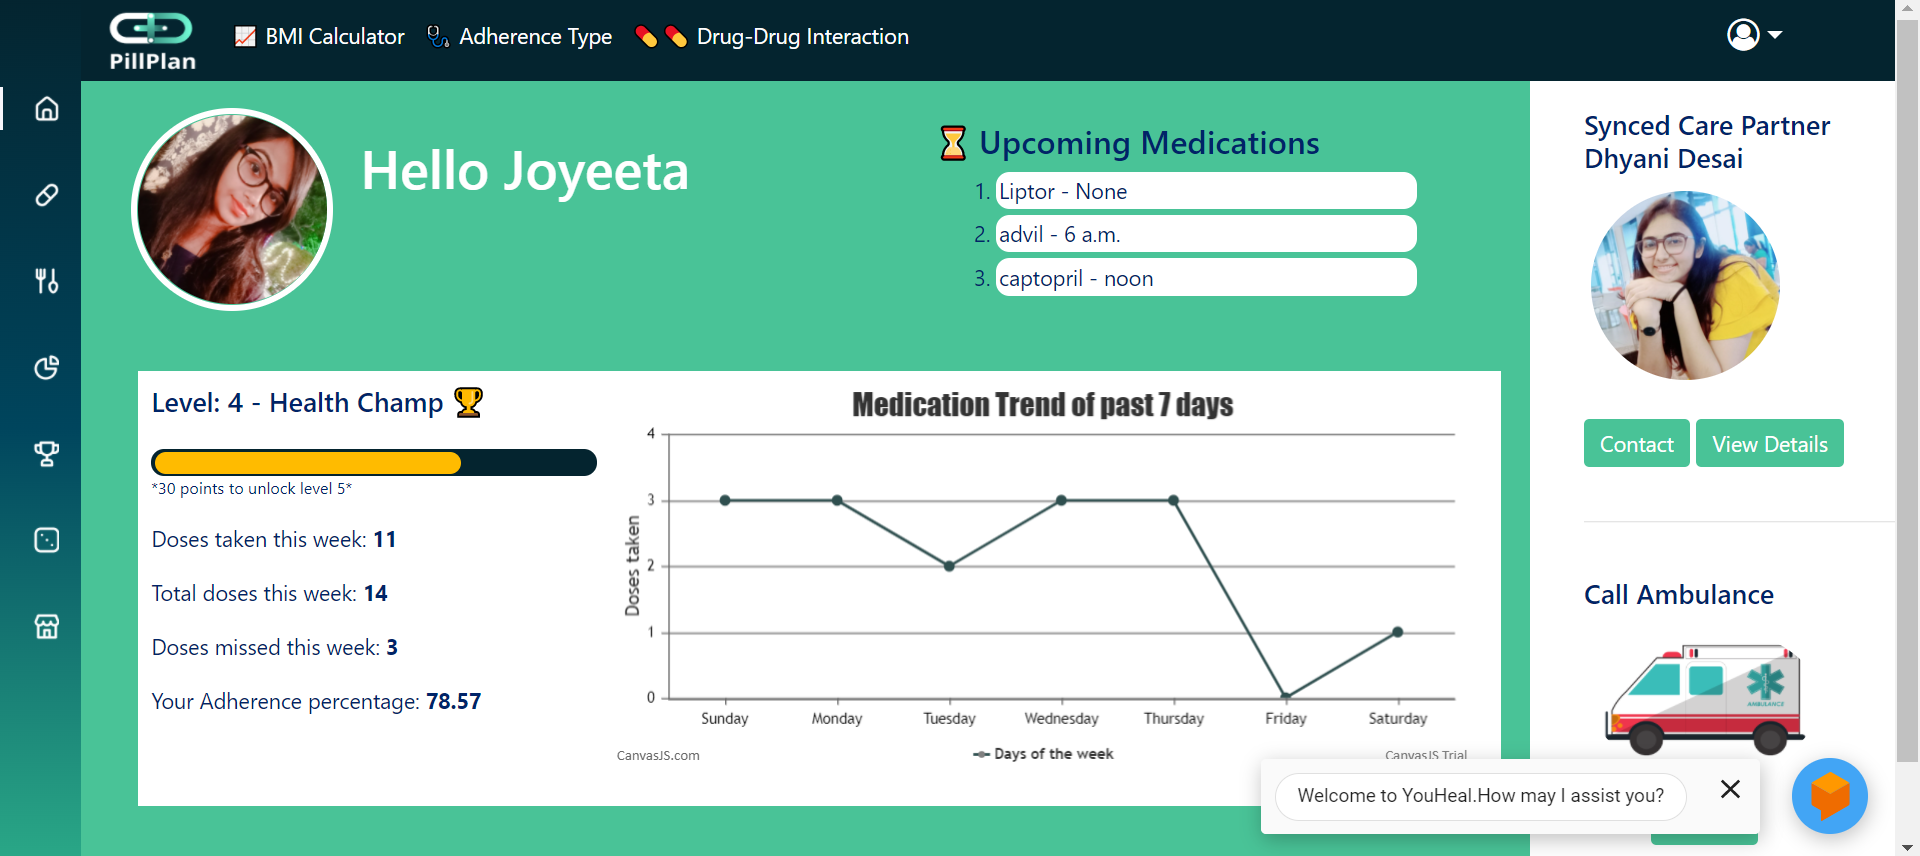 PillPlan
BMI Calculator
Adherence Type
Drug-Drug Interaction
Hello Joyeeta
Upcoming Medications
1. Liptor - None
2. advil - 6 a.m.
3. captopril - noon
Synced Care Partner
Dhyani Desai
Contact
View Details
Call Ambulance
AMBULANCE
Level: 4 - Health Champ
*30 points to unlock level 5*
Doses taken this week: 11
Total doses this week: 14
Doses missed this week: 3
Your Adherence percentage: 78.57
Medication Trend of past 7 days
Doses taken
4
3
2
1
0
Sunday Monday Tuesday Wednesday Thursday Friday Saturday
Days of the week
CanvasJS.com
CanvasJS Trial
Welcome to YouHeal.How may I assist you?